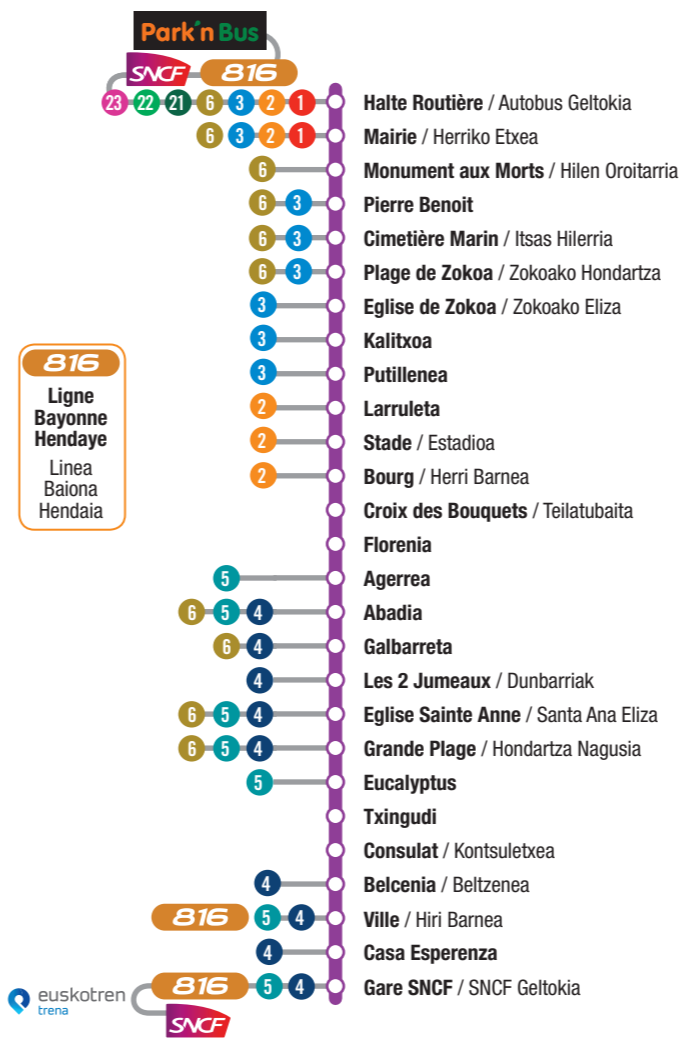 Park'n Bus
SNCF 816
23 22 21 6 3 2 1 Halte Routière / Autobus Geltokia
6 3 2 1 Mairie / Herriko Etxea
6 Monument aux Morts / Hilen Oroitarria
6 3 Pierre Benoit
6 3 Cimetière Marin / Itsas Hilerria
6 3 Plage de Zokoa / Zokoako Hondartza
3 Eglise de Zokoa / Zokoako Eliza
3 Kalitxoa
3 Putillenea
2 Larruleta
2 Stade / Estadioa
2 Bourg / Herri Barnea
Croix des Bouquets / Teilatubaita
Florenia
5 Agerrea
6 5 4 Abadia
6 4 Galbarreta
4 Les 2 Jumeaux / Dunbarriak
6 5 4 Eglise Sainte Anne / Santa Ana Eliza
6 5 4 Grande Plage / Hondartza Nagusia
5 Eucalyptus
Txingudi
Consulat / Kontsuletxea
4 Belcenia / Beltzenea
816 5 4 Ville / Hiri Barnea
4 Casa Esperenza
816 5 4 Gare SNCF / SNCF Geltokia
euskotren
trena
SNCF
816
Ligne
Bayonne
Hendaye
Linea
Baiona
Hendaia